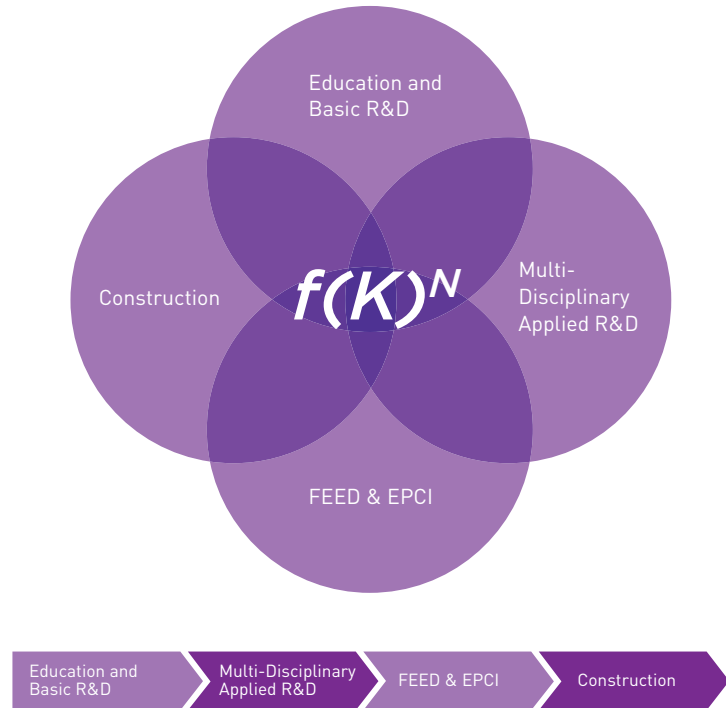 Education and
Basic R&D
Construction
f(K)ᴺ
Multi-
Disciplinary
Applied R&D
FEED & EPCI
Education and
Basic R&D
Multi-Disciplinary
Applied R&D
FEED & EPCI
Construction